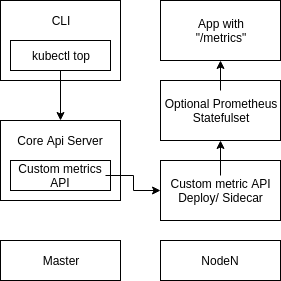 CLI
kubectl top
Core Api Server
Custom metrics
API
Master
App with
"/metrics"
Optional Prometheus
Statefulset
Custom metric API
Deploy/ Sidecar
NodeN